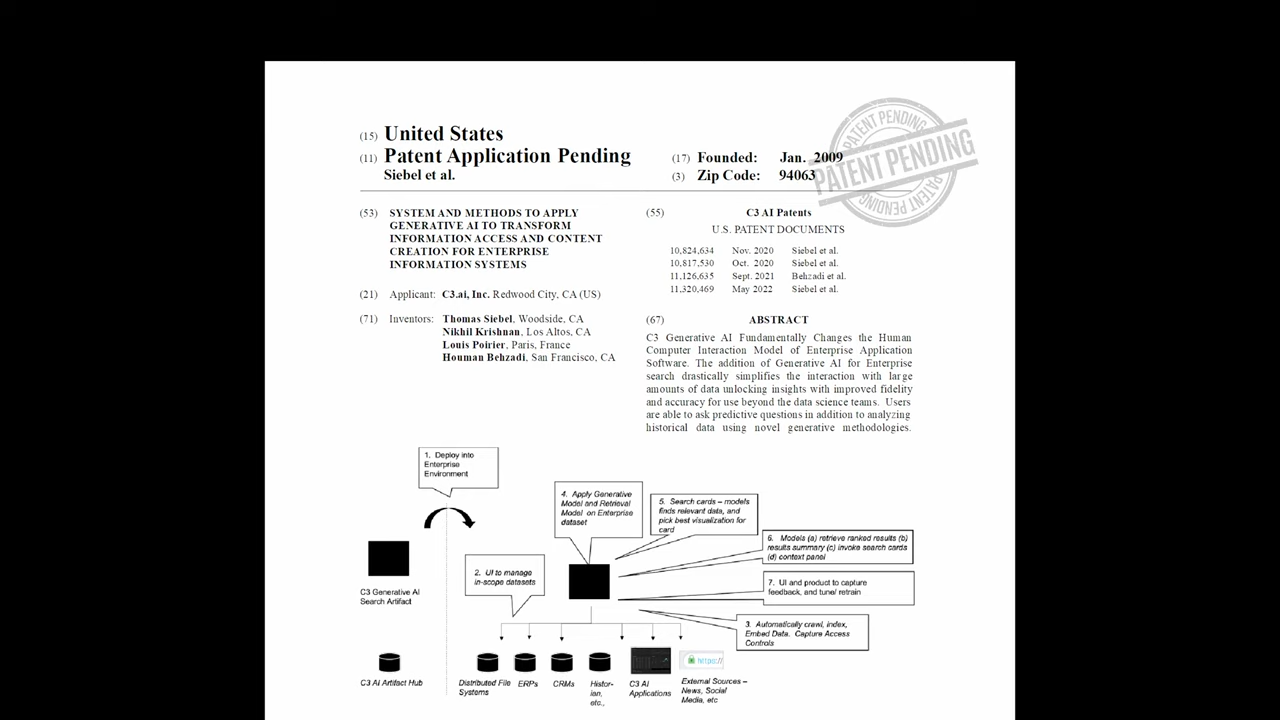 PATENT PENDING
PATENT PENDING
PATENT PENDING
(15) United States
(11) Patent Application Pending
Siebel et al.
(17) Founded: Jan. 2009
(3) Zip Code: 94063
(53) SYSTEM AND METHODS TO APPLY
GENERATIVE AI TO TRANSFORM
INFORMATION ACCESS AND CONTENT
CREATION FOR ENTERPRISE
INFORMATION SYSTEMS
(21) Applicant: C3.ai, Inc. Redwood City, CA (US)
(71) Inventors: Thomas Siebel, Woodside, CA
Nikhil Krishnan, Los Altos, CA
Louis Poirier, Paris, France
Houman Behzadi, San Francisco, CA
(55) C3 AI Patents
U.S. PATENT DOCUMENTS
10,824,634 Nov. 2020 Siebel et al.
10,817,530 Oct. 2020 Siebel et al.
11,126,635 Sept. 2021 Behzadi et al.
11,320,469 May 2022 Siebel et al.
(67) ABSTRACT
C3 Generative AI Fundamentally Changes the Human
Computer Interaction Model of Enterprise Application
Software. The addition of Generative AI for Enterprise
search drastically simplifies the interaction with large
amounts of data unlocking insights with improved fidelity
and accuracy for use beyond the data science teams. Users
are able to ask predictive questions in addition to analyzing
historical data using novel generative methodologies.
1. Deploy into
Enterprise
Environment
4. Apply Generative
Model and Retrieval
Model on Enterprise
dataset
5. Search cards – models
finds relevant data, and
pick best visualization for
card
6. Models (a) retrieve ranked results (b)
results summary (c) invoke search cards
(d) context panel
2. UI to manage
in-scope datasets
7. UI and product to capture
feedback, and tune/ retrain
C3 Generative AI
Search Artifact
3. Automatically crawl, index,
Embed Data. Capture Access
Controls
https://
C3 AI Artifact Hub
Distributed File
Systems
ERPs
CRMs
Histor-
ian,
etc.,
C3 AI
Applications
External Sources –
News, Social
Media, etc